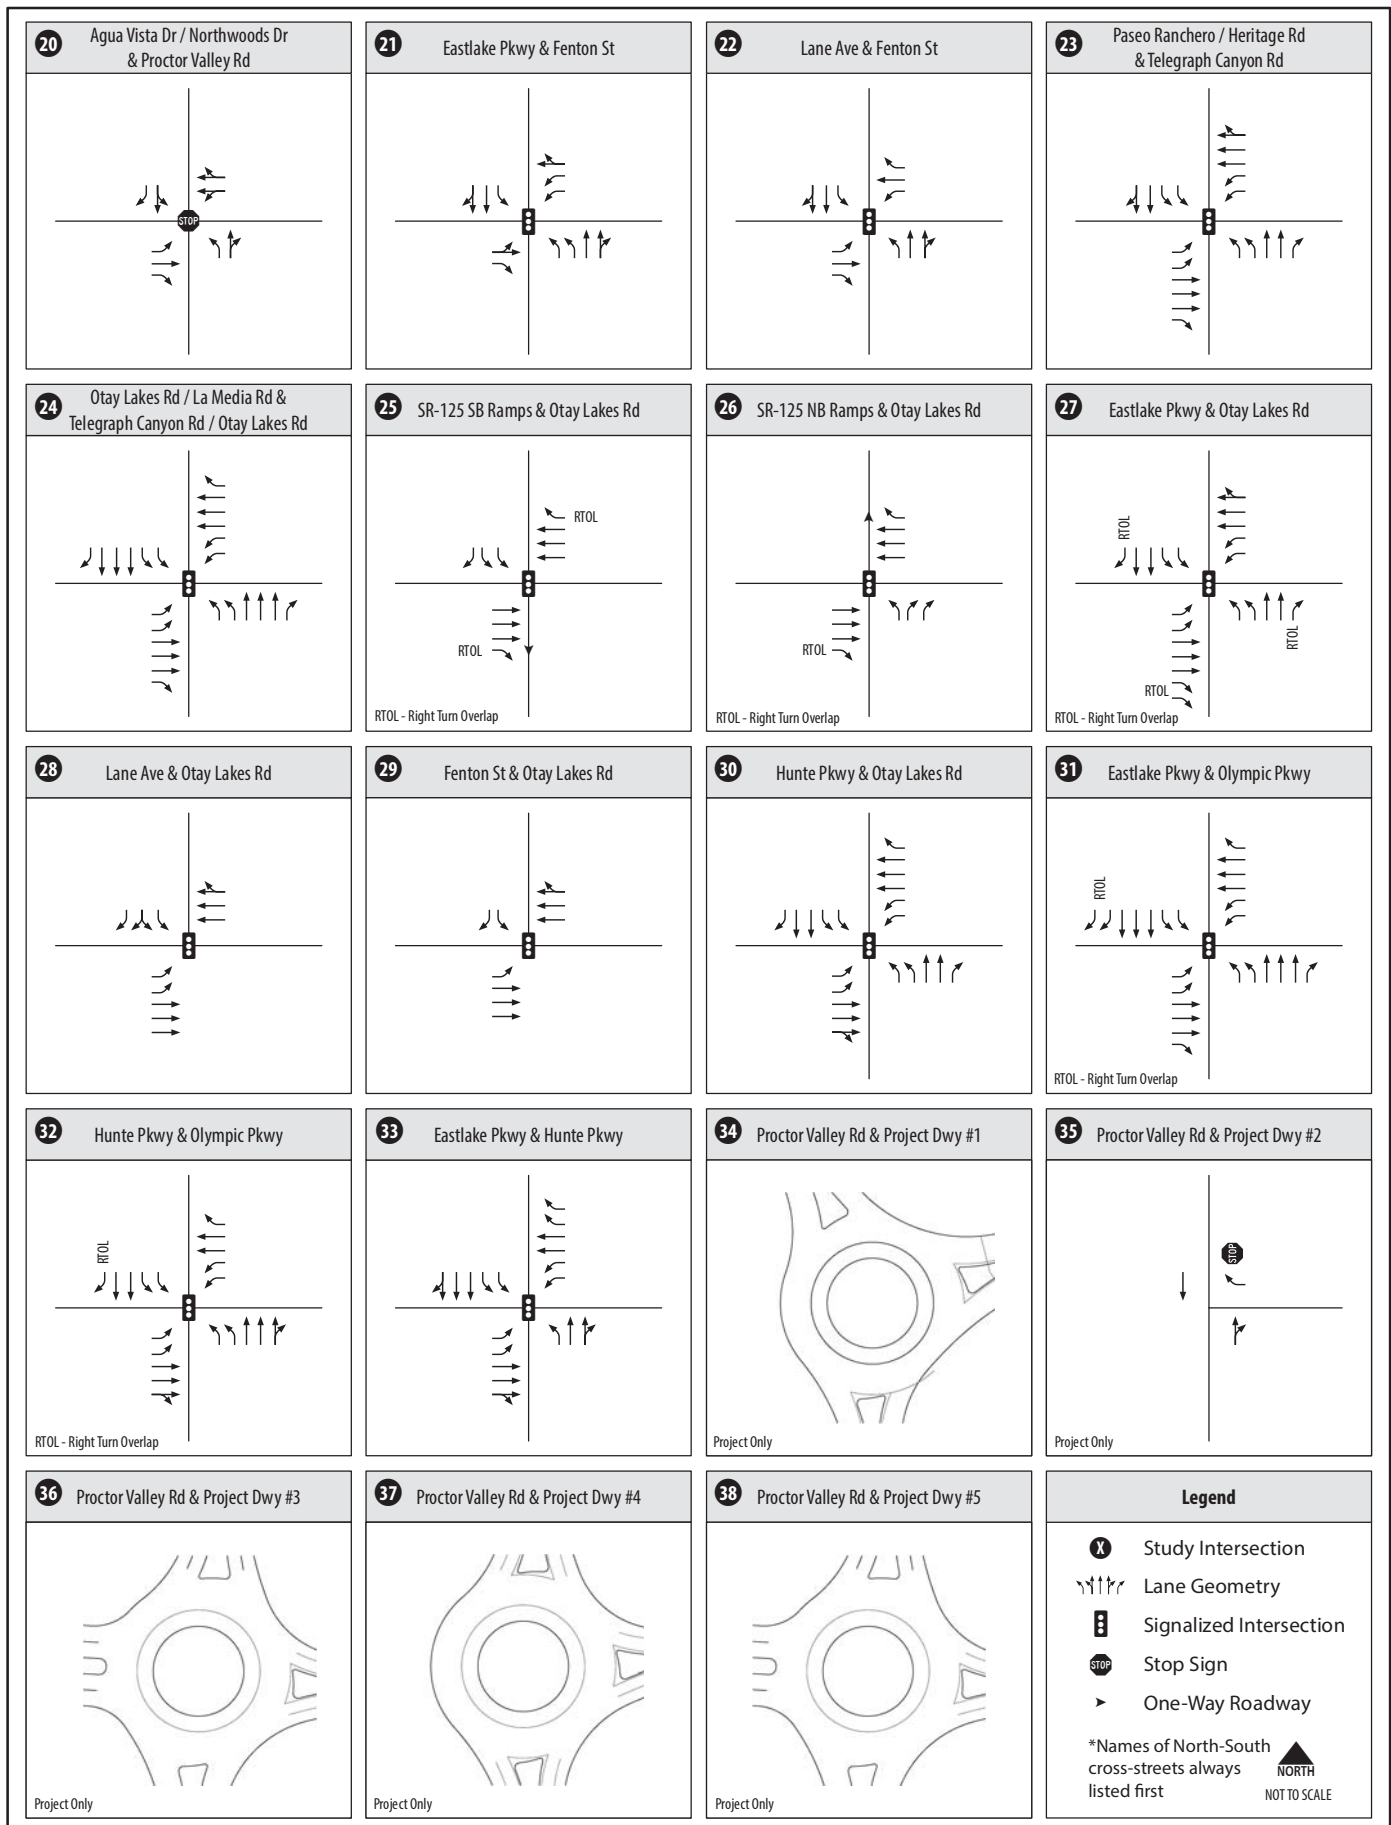 20
Agua Vista Dr / Northwoods Dr
& Proctor Valley Rd
STOP
21
Eastlake Pkwy & Fenton St
22
Lane Ave & Fenton St
23
Paseo Ranchero / Heritage Rd
& Telegraph Canyon Rd
24
Otay Lakes Rd / La Media Rd &
Telegraph Canyon Rd / Otay Lakes Rd
25
SR-125 SB Ramps & Otay Lakes Rd
RTOL
RTOL
RTOL - Right Turn Overlap
26
SR-125 NB Ramps & Otay Lakes Rd
RTOL
RTOL - Right Turn Overlap
27
Eastlake Pkwy & Otay Lakes Rd
RTOL
RTOL
RTOL
RTOL - Right Turn Overlap
28
Lane Ave & Otay Lakes Rd
29
Fenton St & Otay Lakes Rd
30
Hunte Pkwy & Otay Lakes Rd
31
Eastlake Pkwy & Olympic Pkwy
RTOL
RTOL - Right Turn Overlap
32
Hunte Pkwy & Olympic Pkwy
RTOL
RTOL - Right Turn Overlap
33
Eastlake Pkwy & Hunte Pkwy
34
Proctor Valley Rd & Project Dwy #1
Project Only
35
Proctor Valley Rd & Project Dwy #2
STOP
Project Only
36
Proctor Valley Rd & Project Dwy #3
Project Only
37
Proctor Valley Rd & Project Dwy #4
Project Only
38
Proctor Valley Rd & Project Dwy #5
Project Only
Legend
X Study Intersection
Lane Geometry
Signalized Intersection
STOP Stop Sign
One-Way Roadway
*Names of North-South
cross-streets always
listed first
NORTH
NOT TO SCALE